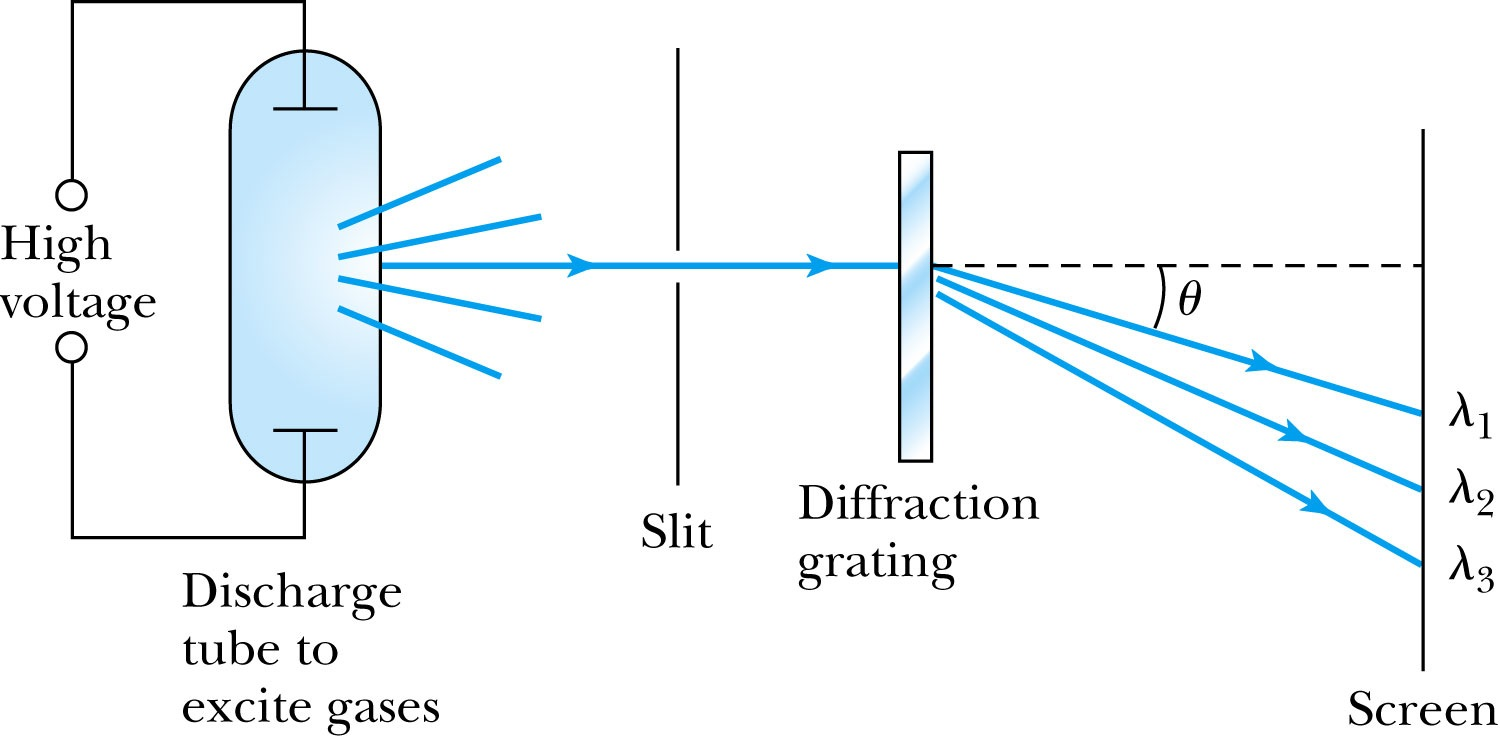 High
voltage
Discharge
tube to
excite gases
Slit
Diffraction
grating
θ
λ1
λ2
λ3
Screen